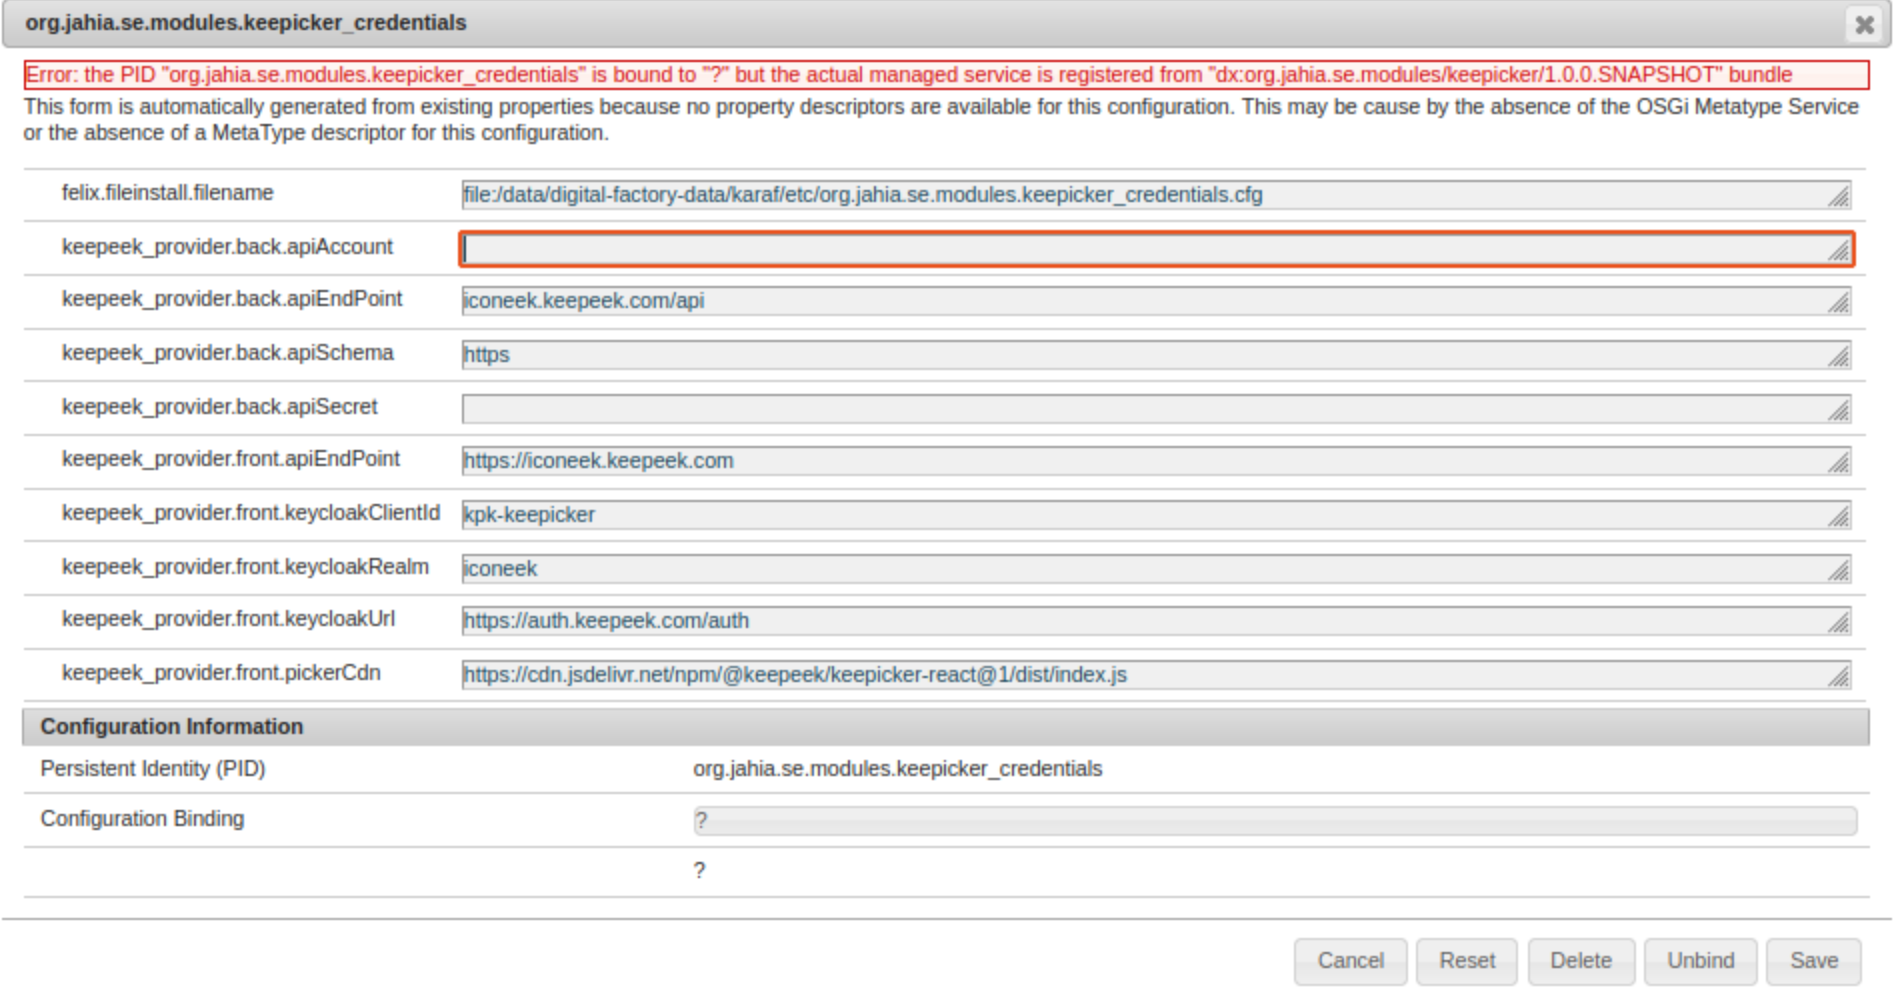 org.jahia.se.modules.keepicker_credentials
Error: the PID "org.jahia.se.modules.keepicker_credentials" is bound to "?" but the actual managed service is registered from "dx:org.jahia.se.modules/keepicker/1.0.0.SNAPSHOT" bundle
This form is automatically generated from existing properties because no property descriptors are available for this configuration. This may be cause by the absence of the OSGi Metatype Service
or the absence of a MetaType descriptor for this configuration.
felix.fileinstall.filename file:/data/digital-factory-data/karaf/etc/org.jahia.se.modules.keepicker_credentials.cfg
keepeek_provider.back.apiAccount
keepeek_provider.back.apiEndPoint iconeek.keepeek.com/api
keepeek_provider.back.apiSchema https
keepeek_provider.back.apiSecret
keepeek_provider.front.apiEndPoint https://iconeek.keepeek.com
keepeek_provider.front.keycloakClientId kpk-keepicker
keepeek_provider.front.keycloakRealm iconeek
keepeek_provider.front.keycloakUrl https://auth.keepeek.com/auth
keepeek_provider.front.pickerCdn https://cdn.jsdelivr.net/npm/@keepeek/keepicker-react@1/dist/index.js
Configuration Information
Persistent Identity (PID) org.jahia.se.modules.keepicker_credentials
Configuration Binding ?
?
Cancel Reset Delete Unbind Save